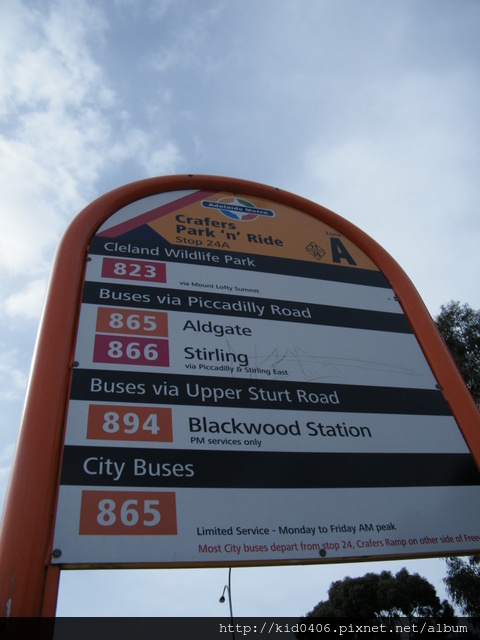 Adelaide Metro
Crafers
Park 'n' Ride
Stop 24A
Zone
A
Cleland Wildlife Park
823
via Mount Lofty Summit
Buses via Piccadilly Road
865 Aldgate
866 Stirling
via Piccadilly & Stirling East
Buses via Upper Sturt Road
894 Blackwood Station
PM services only
City Buses
865
Limited Service - Monday to Friday AM peak
Most City buses depart from stop 24, Crafers Ramp on other side of
http://kid0406.pixnet.net/album